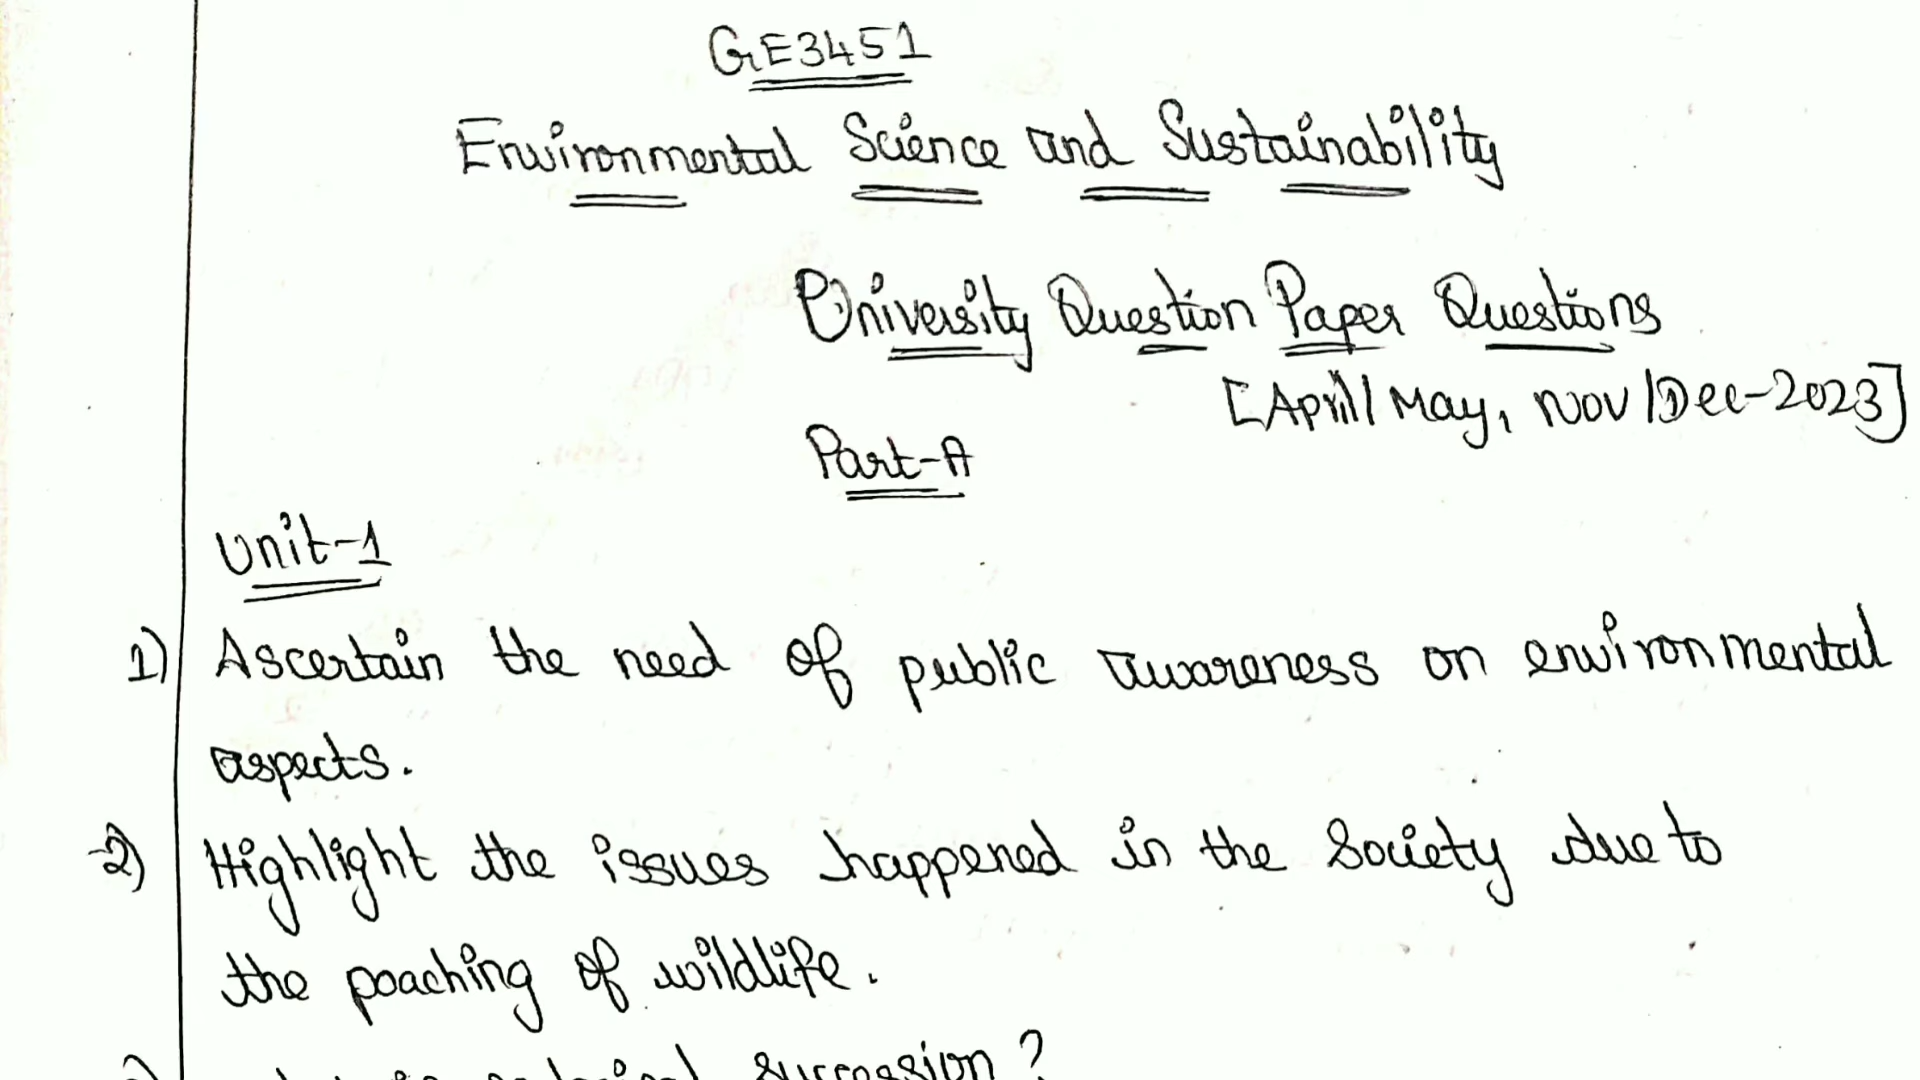 GE3451
Environmental Science and Sustainability
University Question Paper Questions
[April/May, Nov/Dec-2023]
Part-A
Unit-1
1) Ascertain the need of public awareness on environmental
aspects.
2) Highlight the issues happened in the Society due to
the poaching of wildlife.
succession?